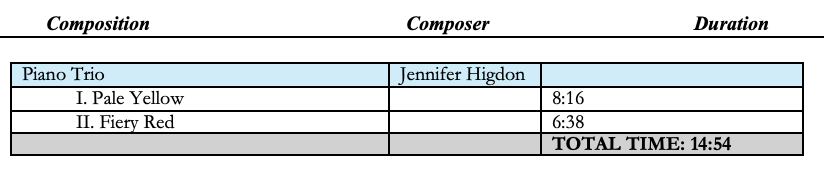 Composition Composer Duration
Piano Trio Jennifer Higdon
I. Pale Yellow 8:16
II. Fiery Red 6:38
TOTAL TIME: 14:54